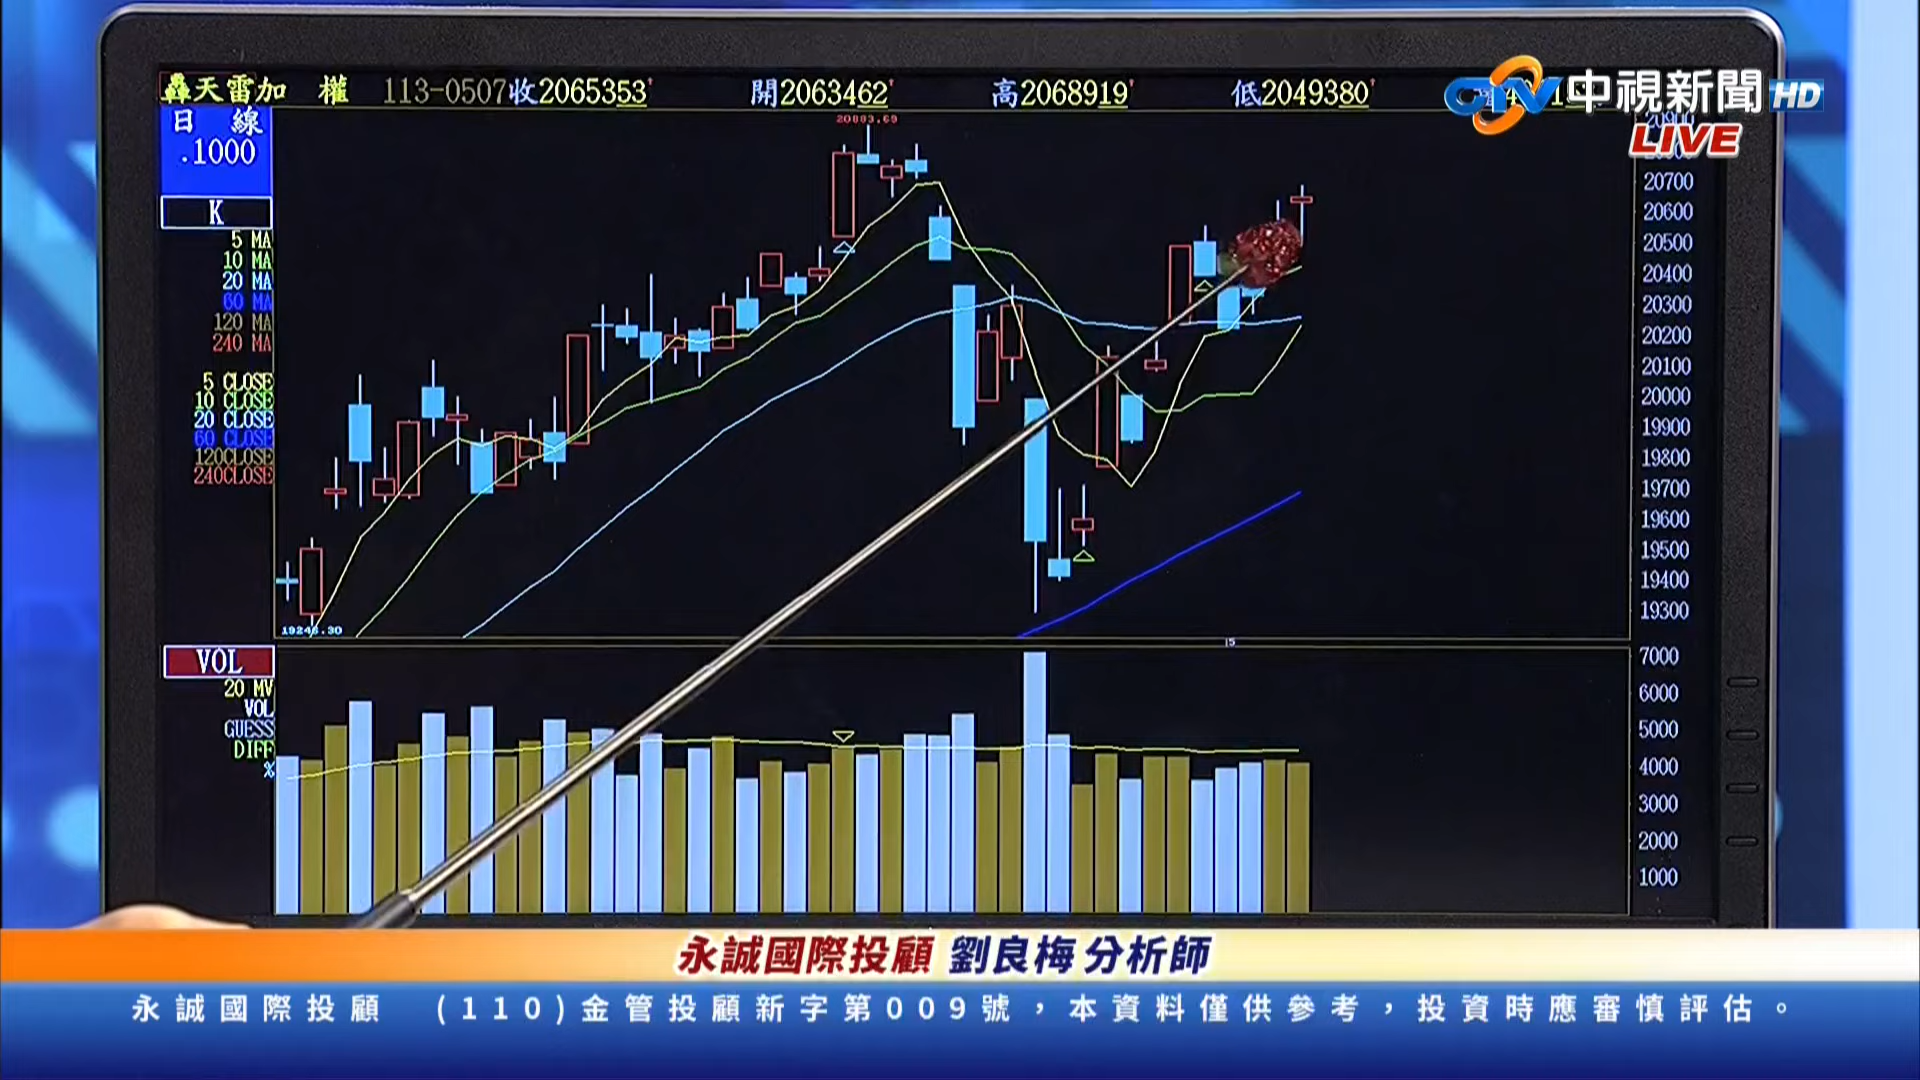 轟天雷加 權 113-0507收2065353 開2063462 高2068919 低2049380
CTV 中視新聞 HD
LIVE
日 線
.1000
K
5 MA
10 MA
20 MA
60 MA
120 MA
240 MA
5 CLOSE
10 CLOSE
20 CLOSE
60 CLOSE
120CLOSE
240CLOSE
20883.69
19248.30
20700
20600
20500
20400
20300
20200
20100
20000
19900
19800
19700
19600
19500
19400
19300
15
VOL
20 MV
VOL
GUESS
DIFF
%
7000
6000
5000
4000
3000
2000
1000
永誠國際投顧 劉良梅分析師
永誠國際投顧 (110)金管投顧新字第009號，本資料僅供參考，投資時應審慎評估。